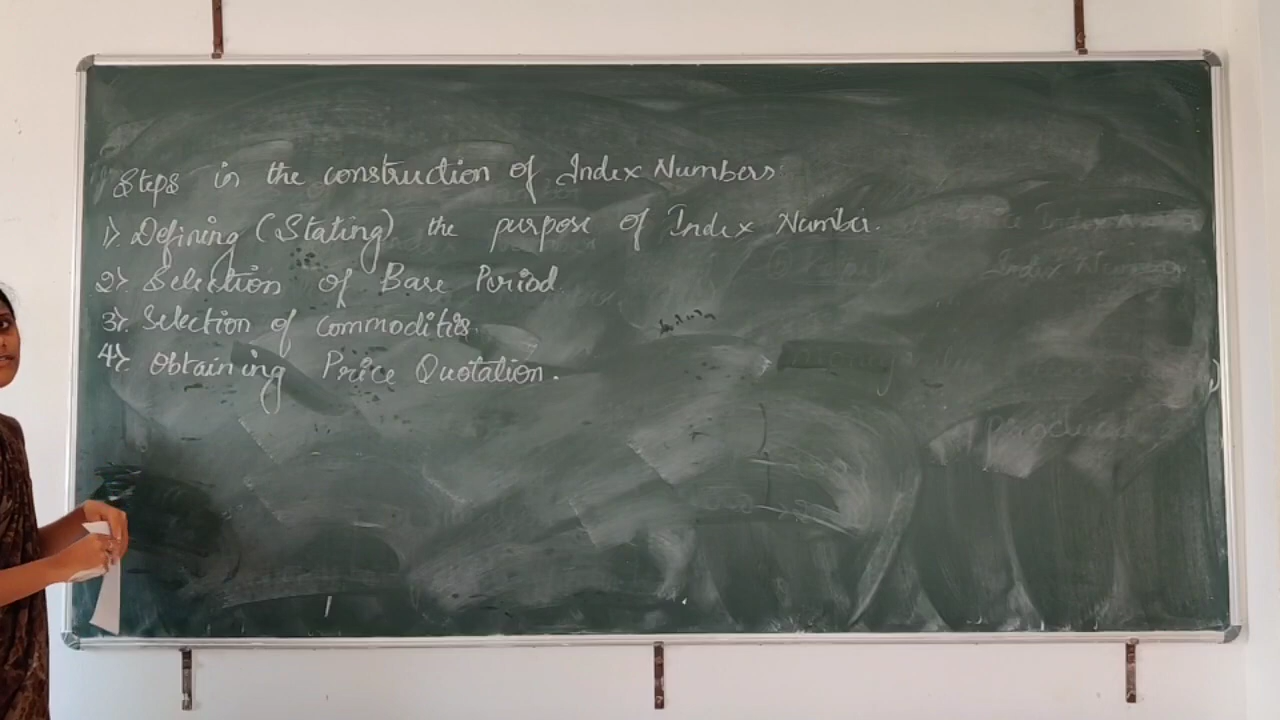 Steps in the construction of Index Numbers
1) Defining (Stating) the purpose of Index Number.
2) Selection of Base Period.
3) Selection of commodities.
4) Obtaining Price Quotation.